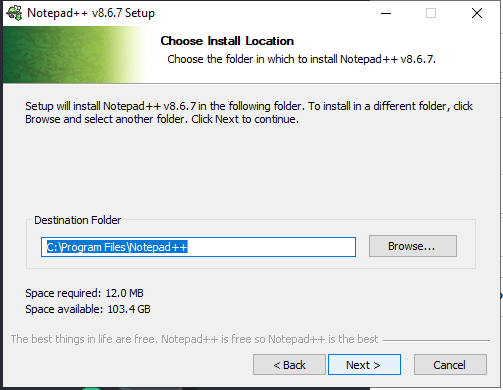 Notepad++ v8.6.7 Setup
Choose Install Location
Choose the folder in which to install Notepad++ v8.6.7.
Setup will install Notepad++ v8.6.7 in the following folder. To install in a different folder, click
Browse and select another folder. Click Next to continue.
Destination Folder
C:\Program Files\Notepad++
Browse...
Space required: 12.0 MB
Space available: 103.4 GB
The best things in life are free. Notepad++ is free so Notepad++ is the best
< Back
Next >
Cancel